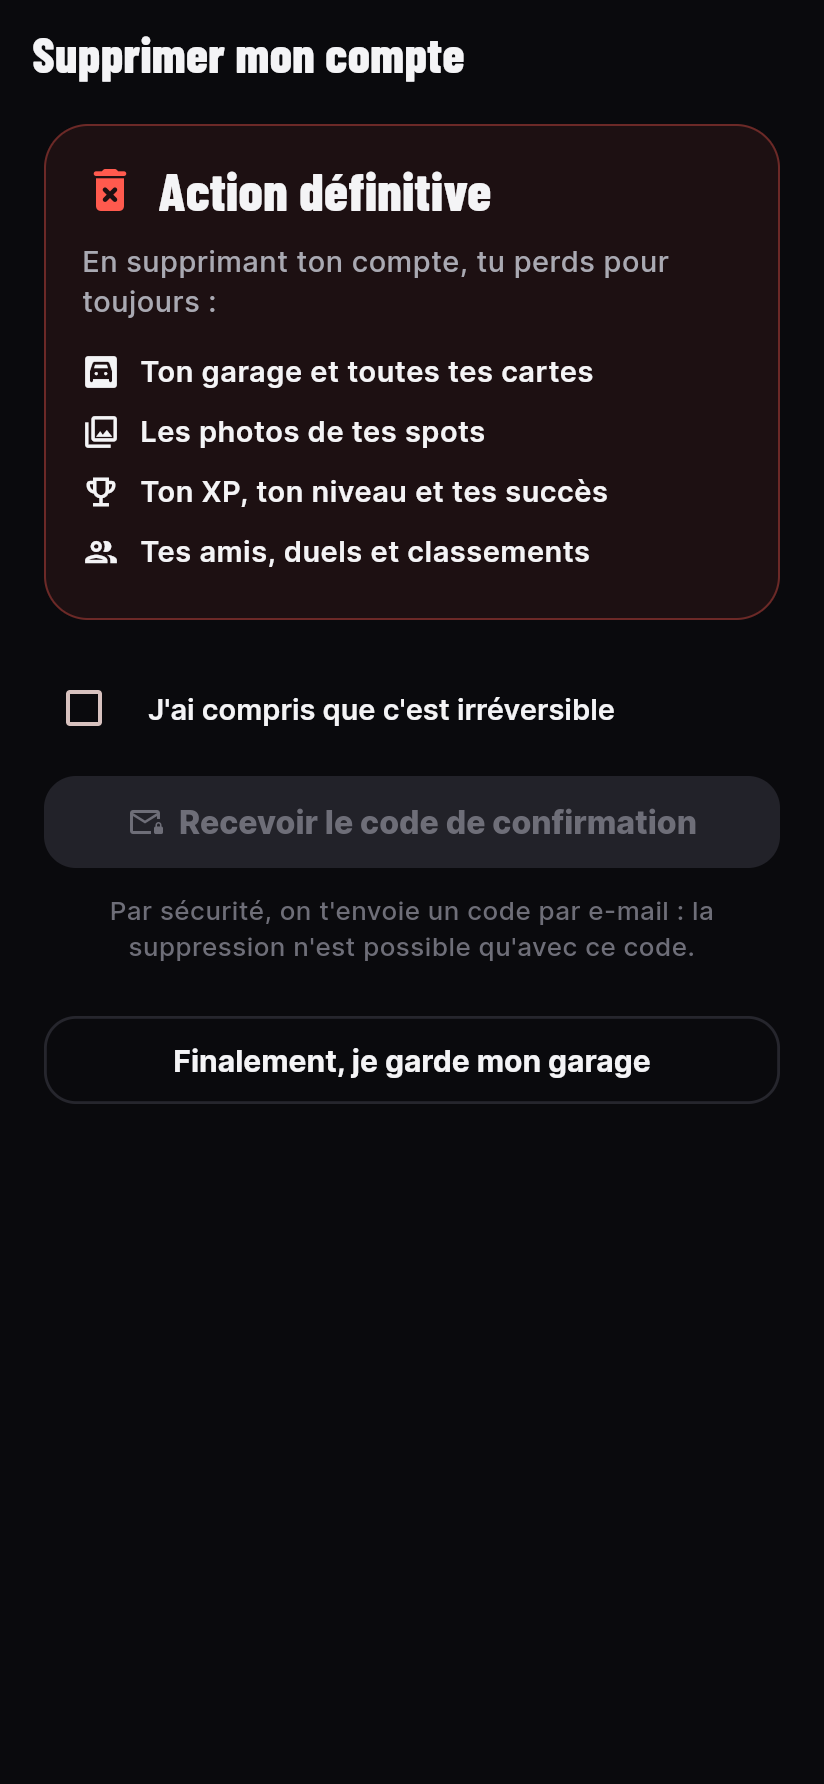 Supprimer mon compte
Action définitive
En supprimant ton compte, tu perds pour
toujours :
Ton garage et toutes tes cartes
Les photos de tes spots
Ton XP, ton niveau et tes succès
Tes amis, duels et classements
J'ai compris que c'est irréversible
Recevoir le code de confirmation
Par sécurité, on t'envoie un code par e-mail : la
suppression n'est possible qu'avec ce code.
Finalement, je garde mon garage